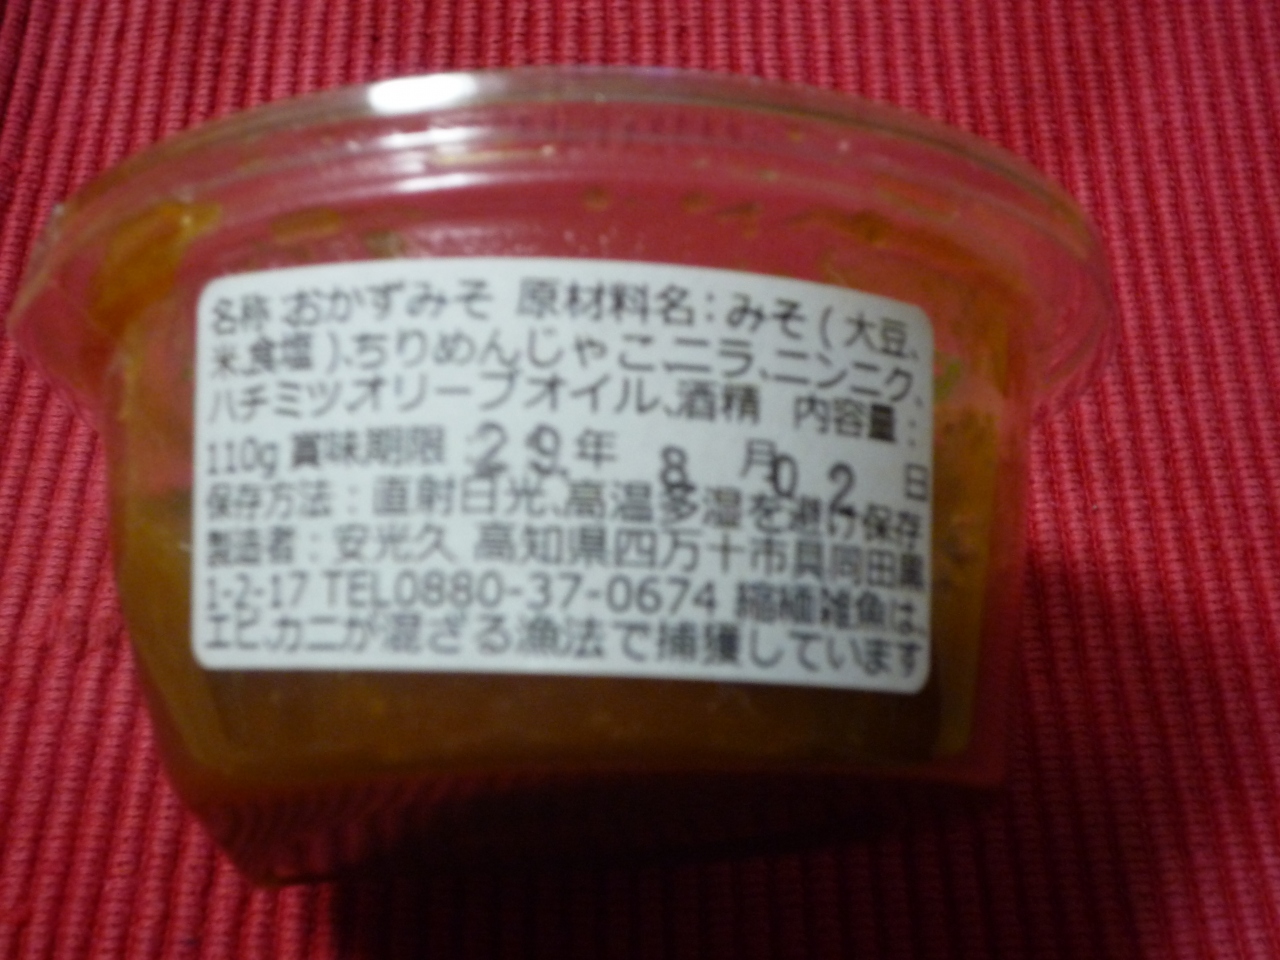 名称 おかずみそ 原材料名：みそ(大豆、
米、食塩)、ちりめんじゃこ、ニラ、ニンニク、
ハチミツ、オリーブオイル、酒精 内容量：
110g 賞味期限 29年 8月02日
保存方法：直射日光、高温多湿を避け保存
製造者：安光久 高知県四万十市具同田黒
1-2-17 TEL0880-37-0674 縮緬雑魚は、
エビ、カニが混ざる漁法で捕獲しています